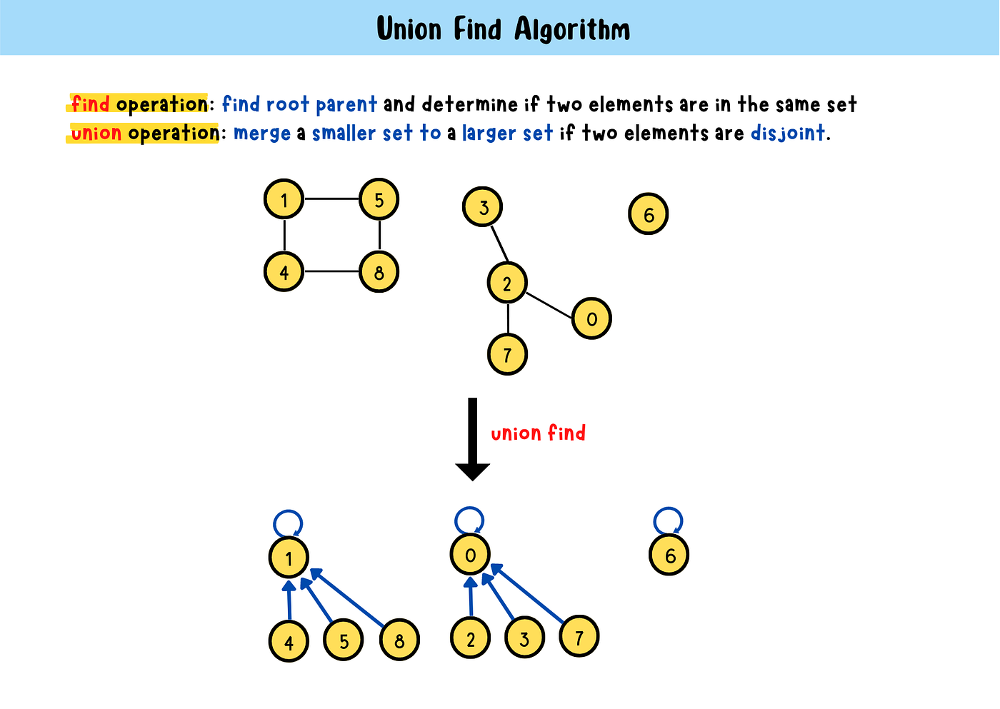 Union Find Algorithm
find operation: find root parent and determine if two elements are in the same set
union operation: merge a smaller set to a larger set if two elements are disjoint.
1 5 3 6
4 8 2
0
7
union find
1 0 6
4 5 8 2 3 7